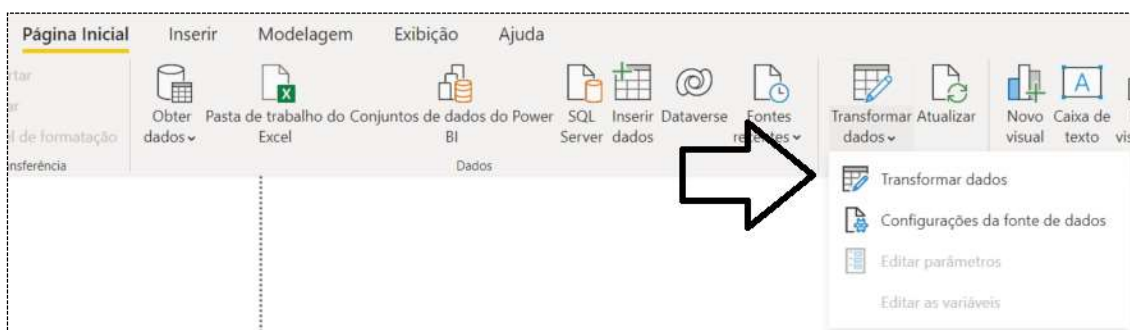 Página Inicial Inserir Modelagem Exibição Ajuda
Obter dados
Pasta de trabalho do Excel
Conjuntos de dados do Power BI
SQL Server
Inserir dados
Dataverse
Fontes
Transformar dados
Atualizar
Novo visual
Caixa de texto
de formatação
Dados
Transformar dados
Configurações da fonte de dados
Editar parâmetros
Editar as variáveis